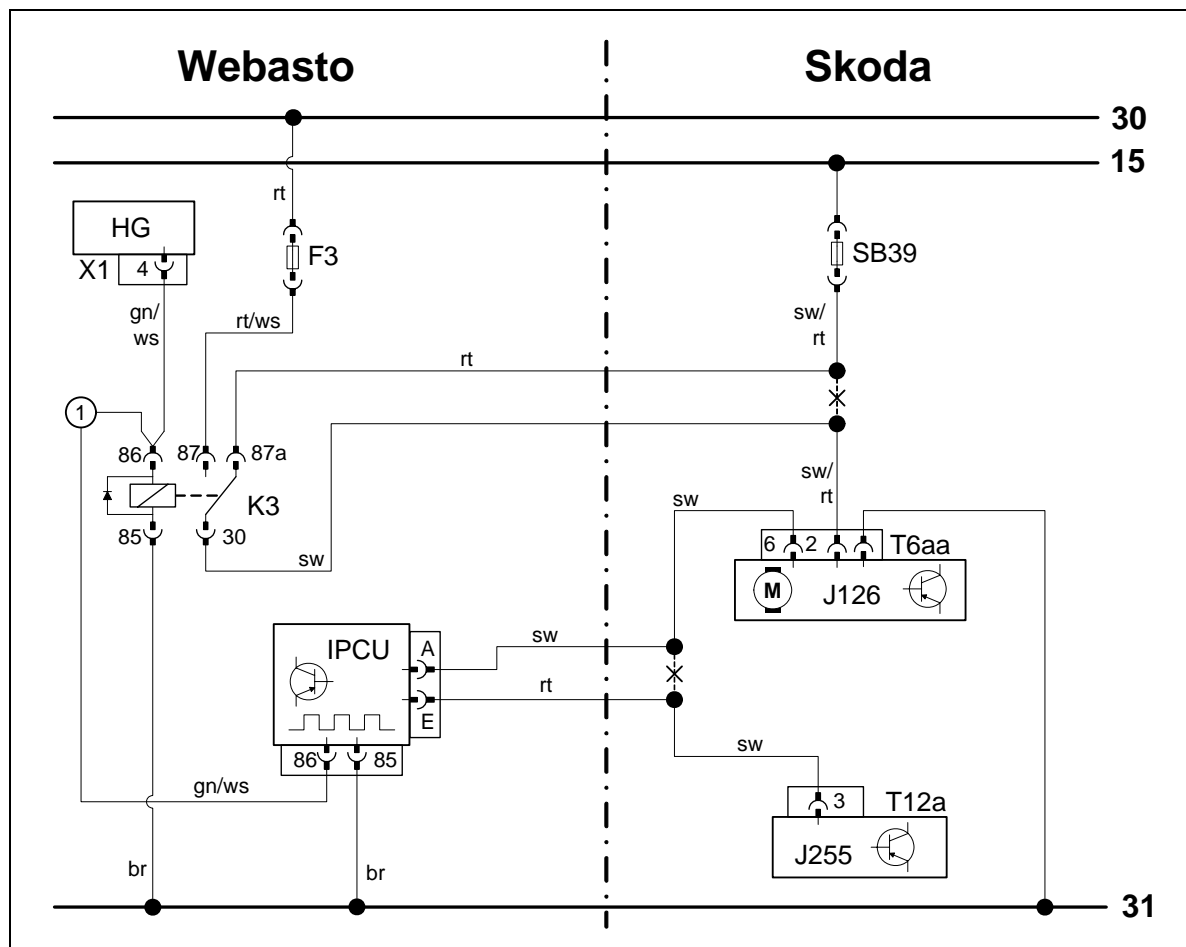 Webasto
Skoda
30
15
rt
HG
X1
4
F3
SB39
gn/
ws
rt/ws
sw/
rt
rt
1
86
87
87a
K3
85
30
sw
sw/
rt
sw
6
2
T6aa
M
J126
IPCU
A
E
sw
rt
86
85
gn/ws
sw
3
T12a
J255
br
br
31